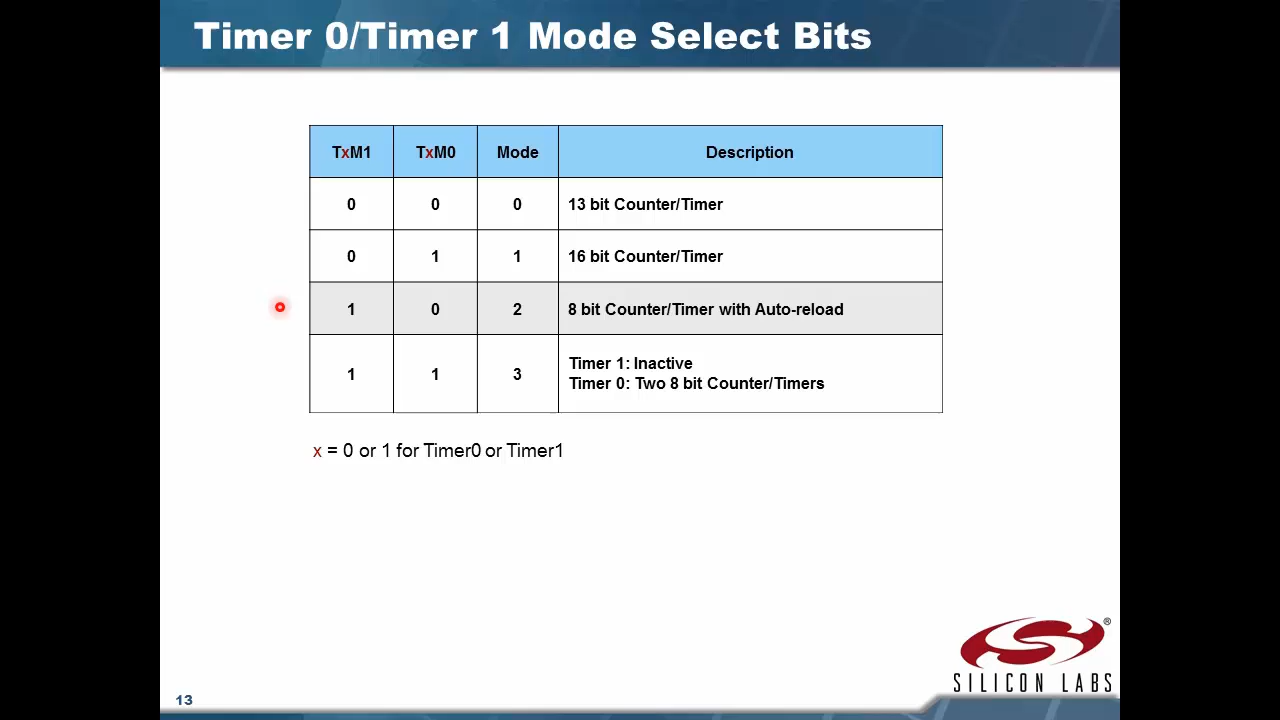 Timer 0/Timer 1 Mode Select Bits
TxM1 TxM0 Mode Description
0 0 0 13 bit Counter/Timer
0 1 1 16 bit Counter/Timer
1 0 2 8 bit Counter/Timer with Auto-reload
1 1 3 Timer 1: Inactive
Timer 0: Two 8 bit Counter/Timers
x = 0 or 1 for Timer0 or Timer1
®
SILICON LABS
13